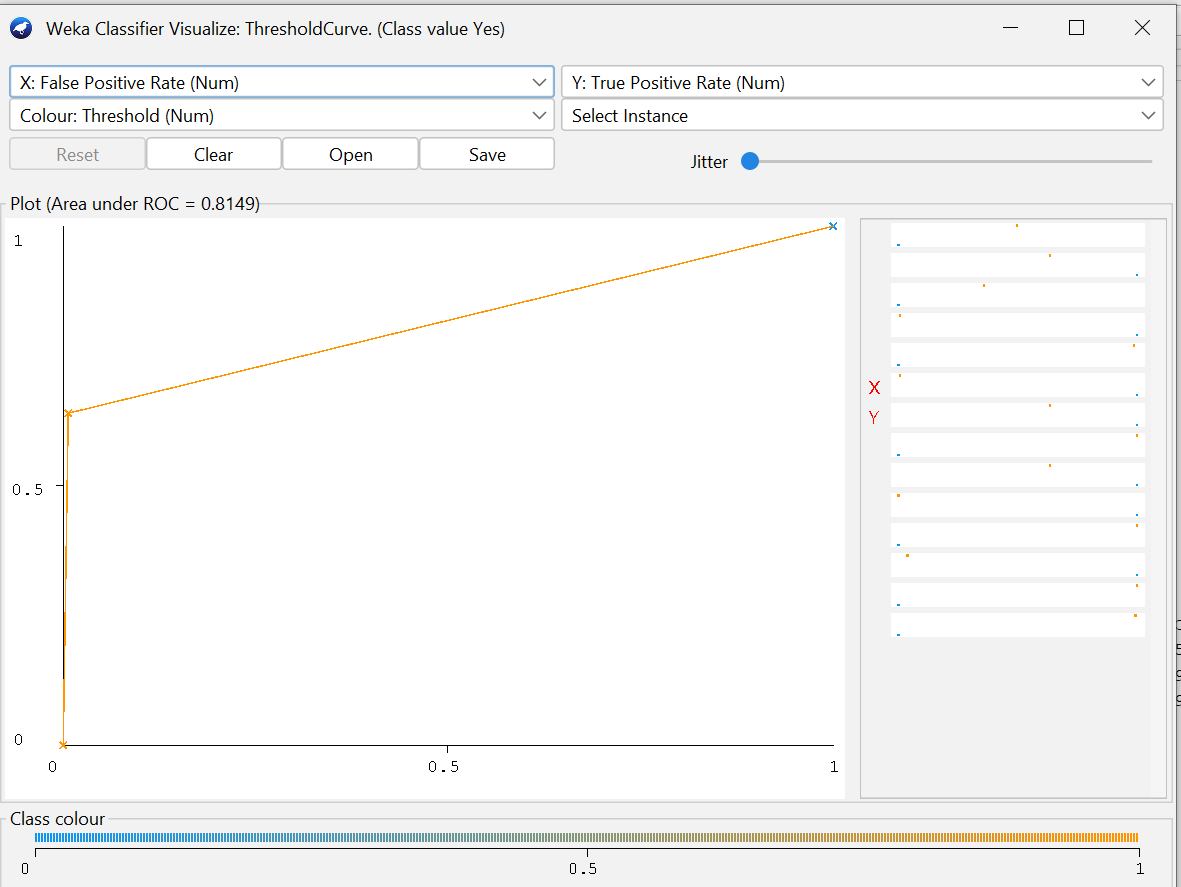 Weka Classifier Visualize: ThresholdCurve. (Class value Yes)
X: False Positive Rate (Num)
Y: True Positive Rate (Num)
Colour: Threshold (Num)
Select Instance
Reset
Clear
Open
Save
Jitter
Plot (Area under ROC = 0.8149)
1
0.5
0
0
0.5
1
X
Y
Class colour
0
0.5
1